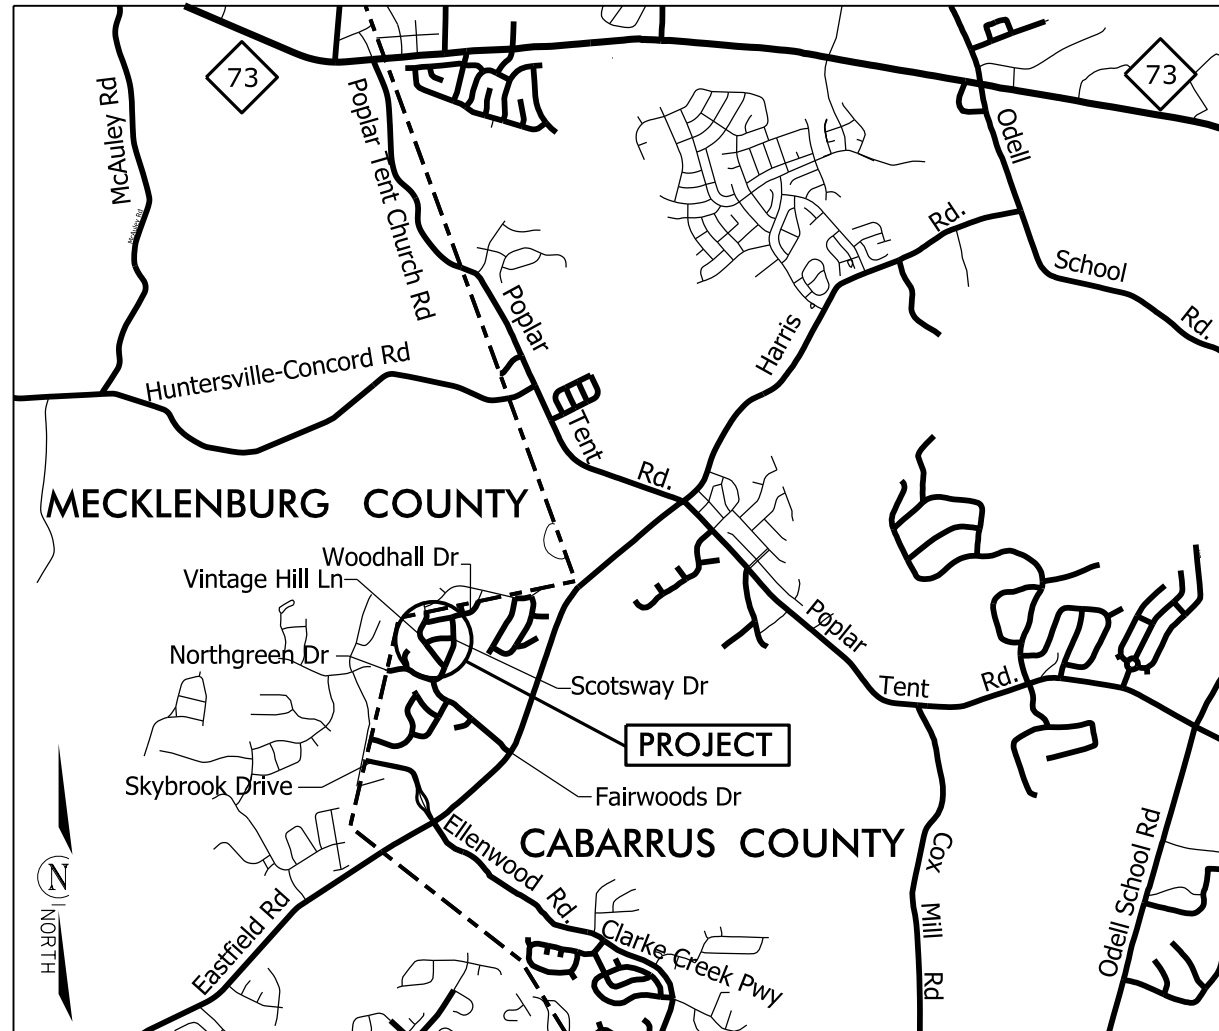 73
73
McAuley Rd
McAuley Rd
Poplar Tent Church Rd
Odell
School
Rd.
Harris
Rd.
Poplar
Tent
Rd.
Huntersville-Concord Rd
MECKLENBURG COUNTY
Woodhall Dr
Vintage Hill Ln
Northgreen Dr
Scotsway Dr
PROJECT
Skybrook Drive
Fairwoods Dr
Poplar
Tent
Rd.
CABARRUS COUNTY
Ellenwood Rd.
Eastfield Rd
Clarke Creek Pwy
Cox Mill Rd
Odell School Rd
N
NORTH